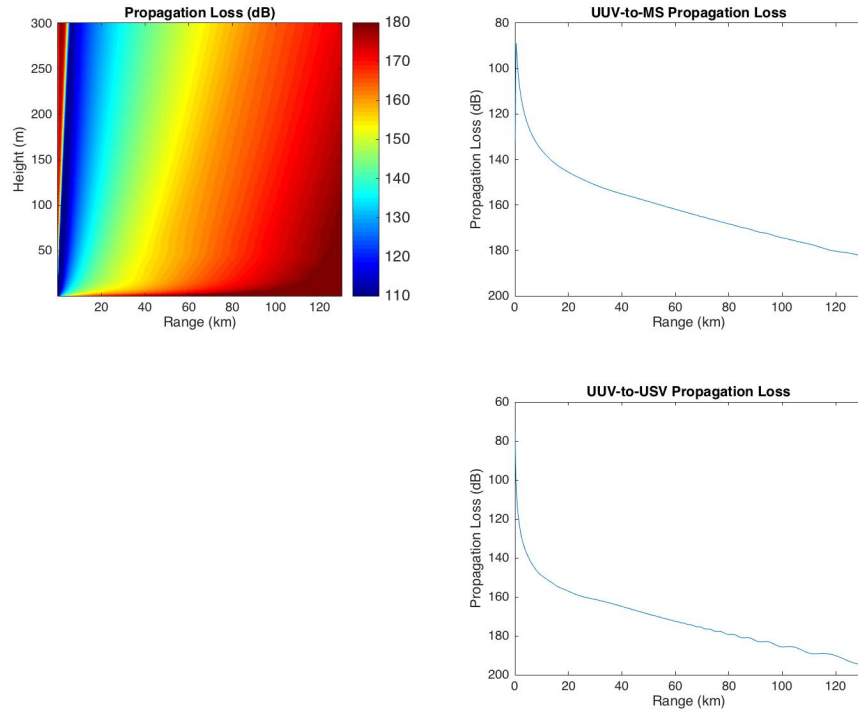 Propagation Loss (dB)
Height (m)
300
250
200
150
100
50
20 40 60 80 100 120
Range (km)
180
170
160
150
140
130
120
110
UUV-to-MS Propagation Loss
Propagation Loss (dB)
80
100
120
140
160
180
200
0 20 40 60 80 100 120
Range (km)
UUV-to-USV Propagation Loss
Propagation Loss (dB)
60
80
100
120
140
160
180
200
0 20 40 60 80 100 120
Range (km)